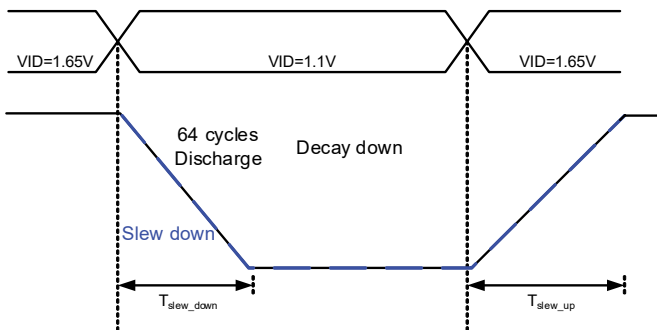 VID=1.65V VID=1.1V VID=1.65V
64 cycles
Discharge
Decay down
Slew down
Tslew_down
Tslew_up